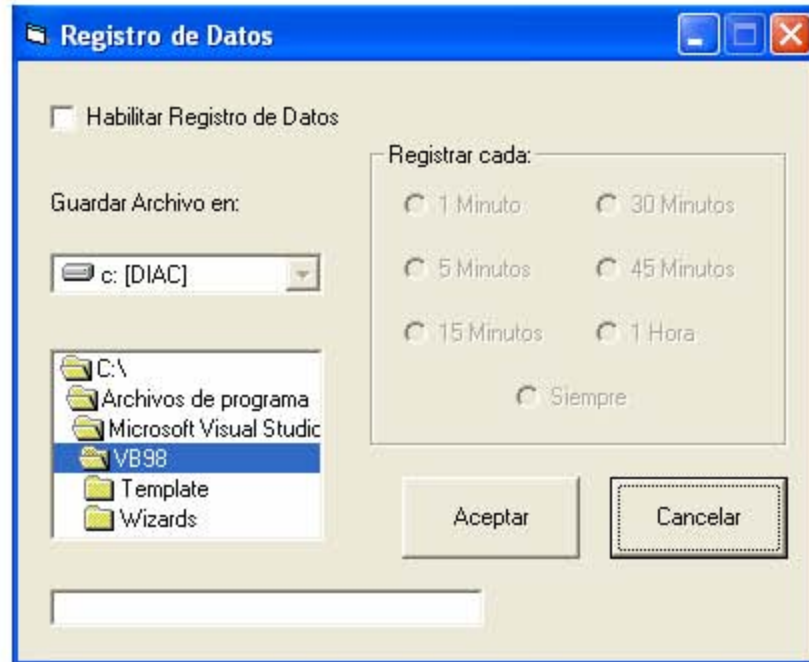 Registro de Datos
Habilitar Registro de Datos
Guardar Archivo en:
c: [DIAC]
C:\
Archivos de programa
Microsoft Visual Studic
VB98
Template
Wizards
Registrar cada:
1 Minuto
30 Minutos
5 Minutos
45 Minutos
15 Minutos
1 Hora
Siempre
Aceptar
Cancelar